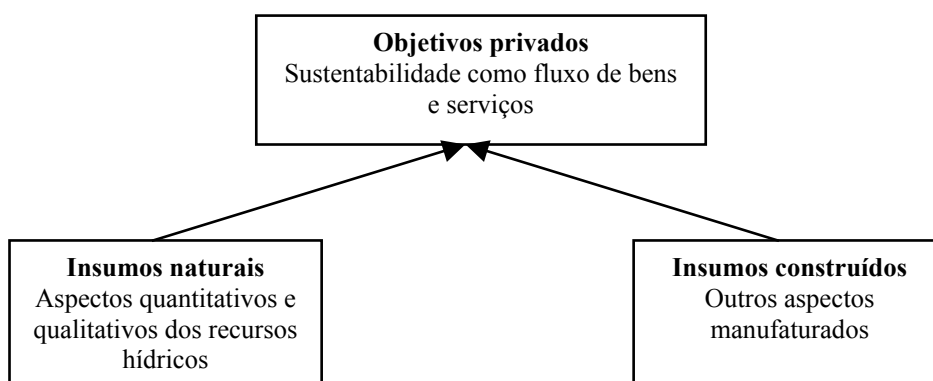 Objetivos privados
Sustentabilidade como fluxo de bens
e serviços
Insumos naturais
Aspectos quantitativos e
qualitativos dos recursos
hídricos
Insumos construídos
Outros aspectos
manufaturados